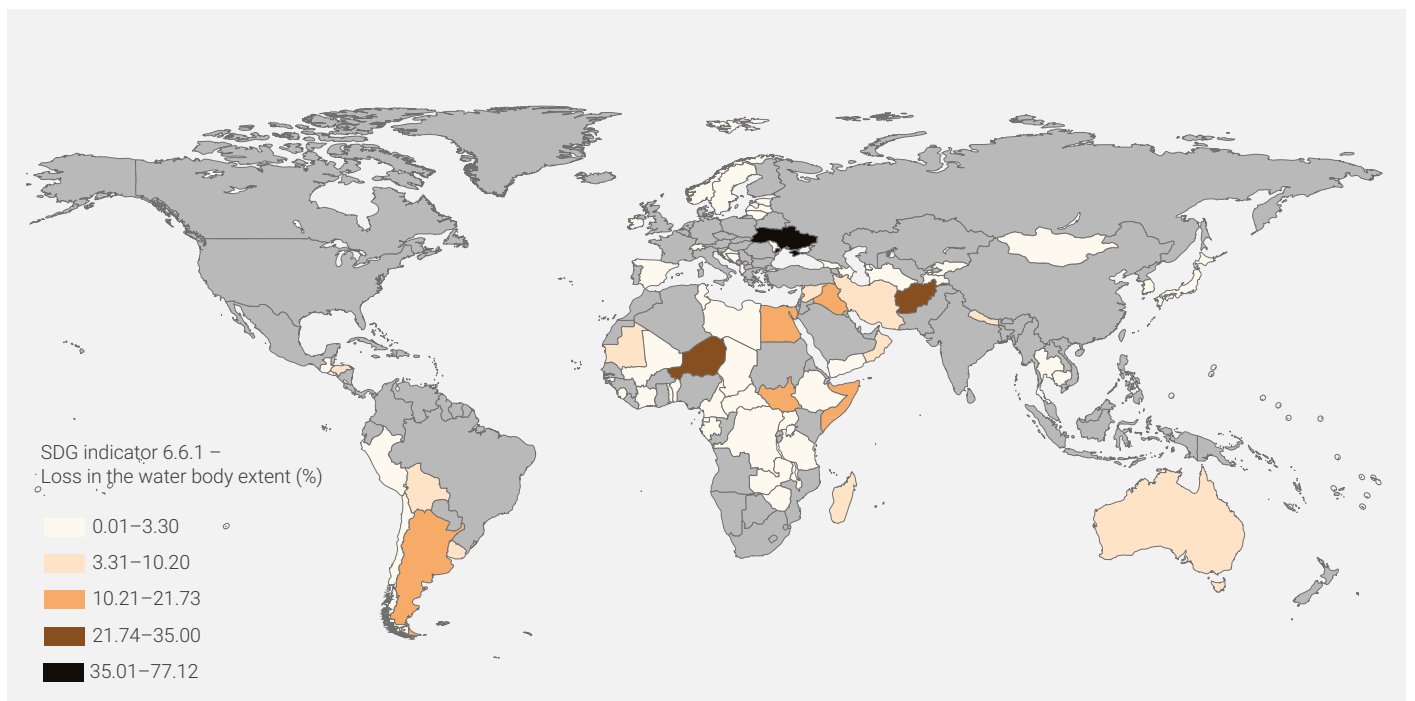 SDG indicator 6.6.1 –
Loss in the water body extent (%)
0.01–3.30
3.31–10.20
10.21–21.73
21.74–35.00
35.01–77.12